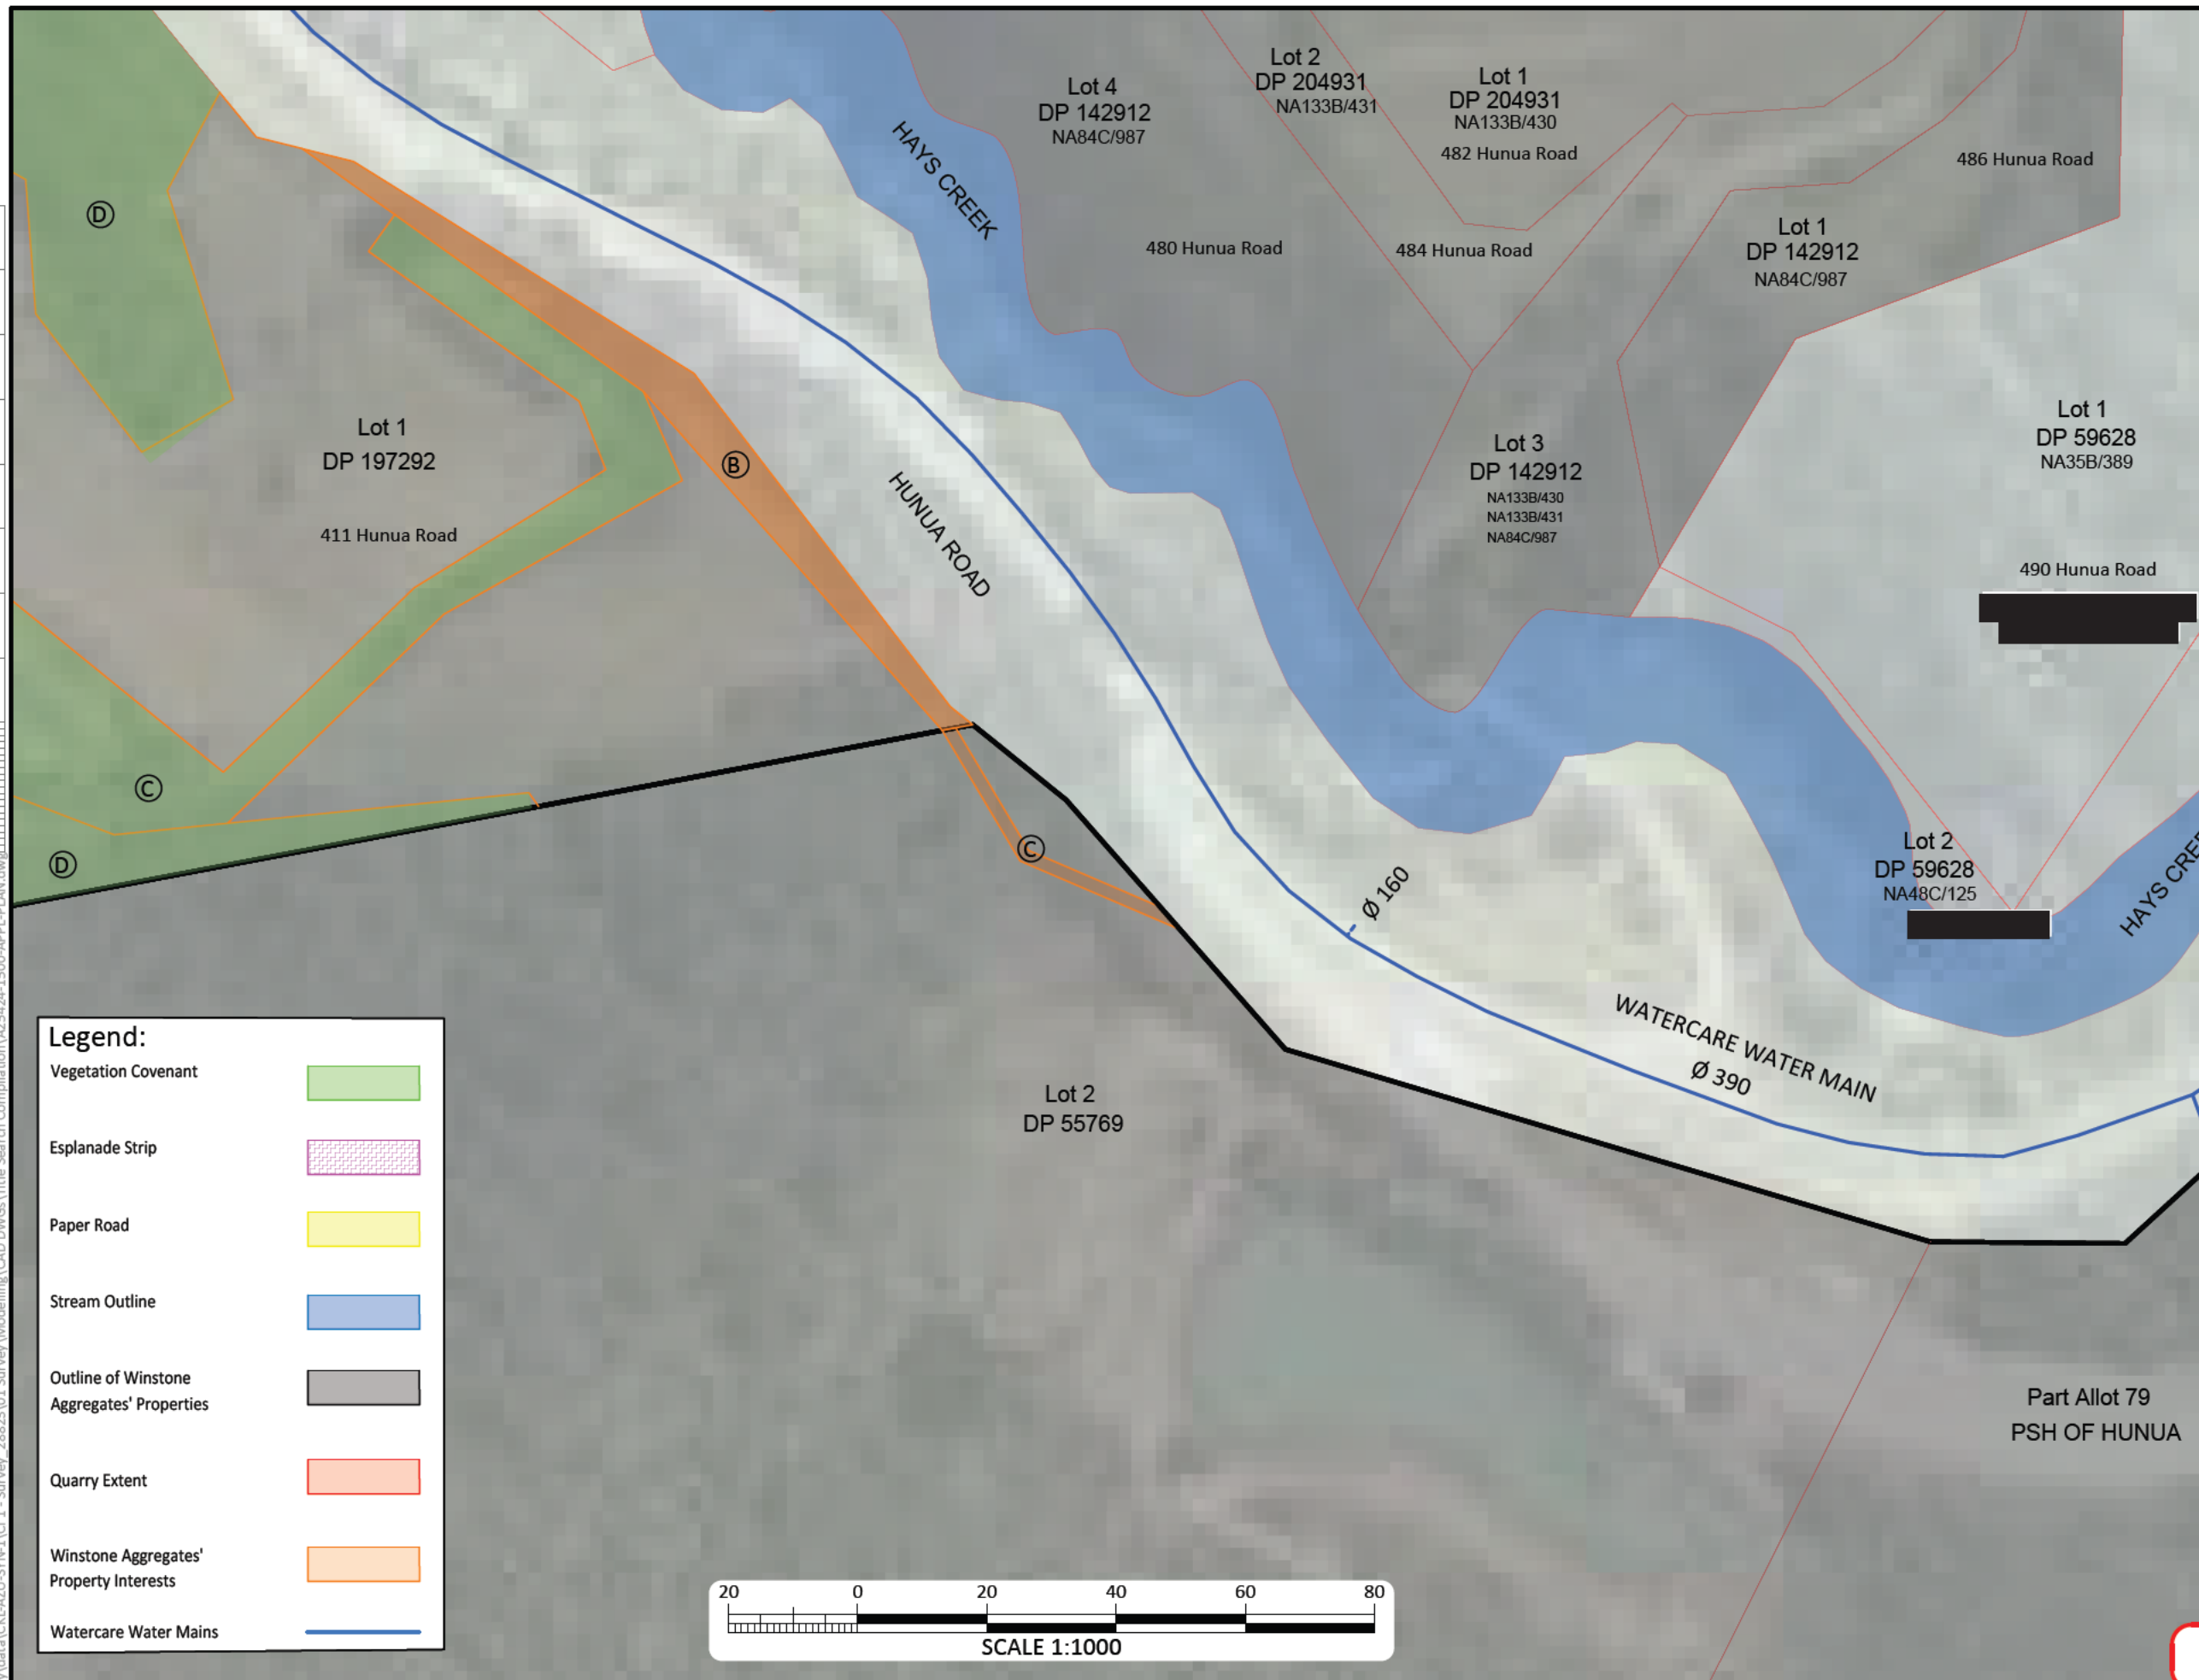 Lot 4
DP 142912
NA84C/987
Lot 2
DP 204931
NA133B/431
Lot 1
DP 204931
NA133B/430
482 Hunua Road
486 Hunua Road
HAYS CREEK
480 Hunua Road
484 Hunua Road
Lot 1
DP 142912
NA84C/987
D
Lot 1
DP 197292
411 Hunua Road
B
HUNUA ROAD
Lot 3
DP 142912
NA133B/430
NA133B/431
NA84C/987
Lot 1
DP 59628
NA35B/389
490 Hunua Road
C
D
C
Ø 160
Lot 2
DP 59628
NA48C/125
HAYS CREE
WATERCARE WATER MAIN
Ø 390
Lot 2
DP 55769
Part Allot 79
PSH OF HUNUA
Legend:
Vegetation Covenant
Esplanade Strip
Paper Road
Stream Outline
Outline of Winstone
Aggregates' Properties
Quarry Extent
Winstone Aggregates'
Property Interests
Watercare Water Mains
20 0 20 40 60 80
SCALE 1:1000